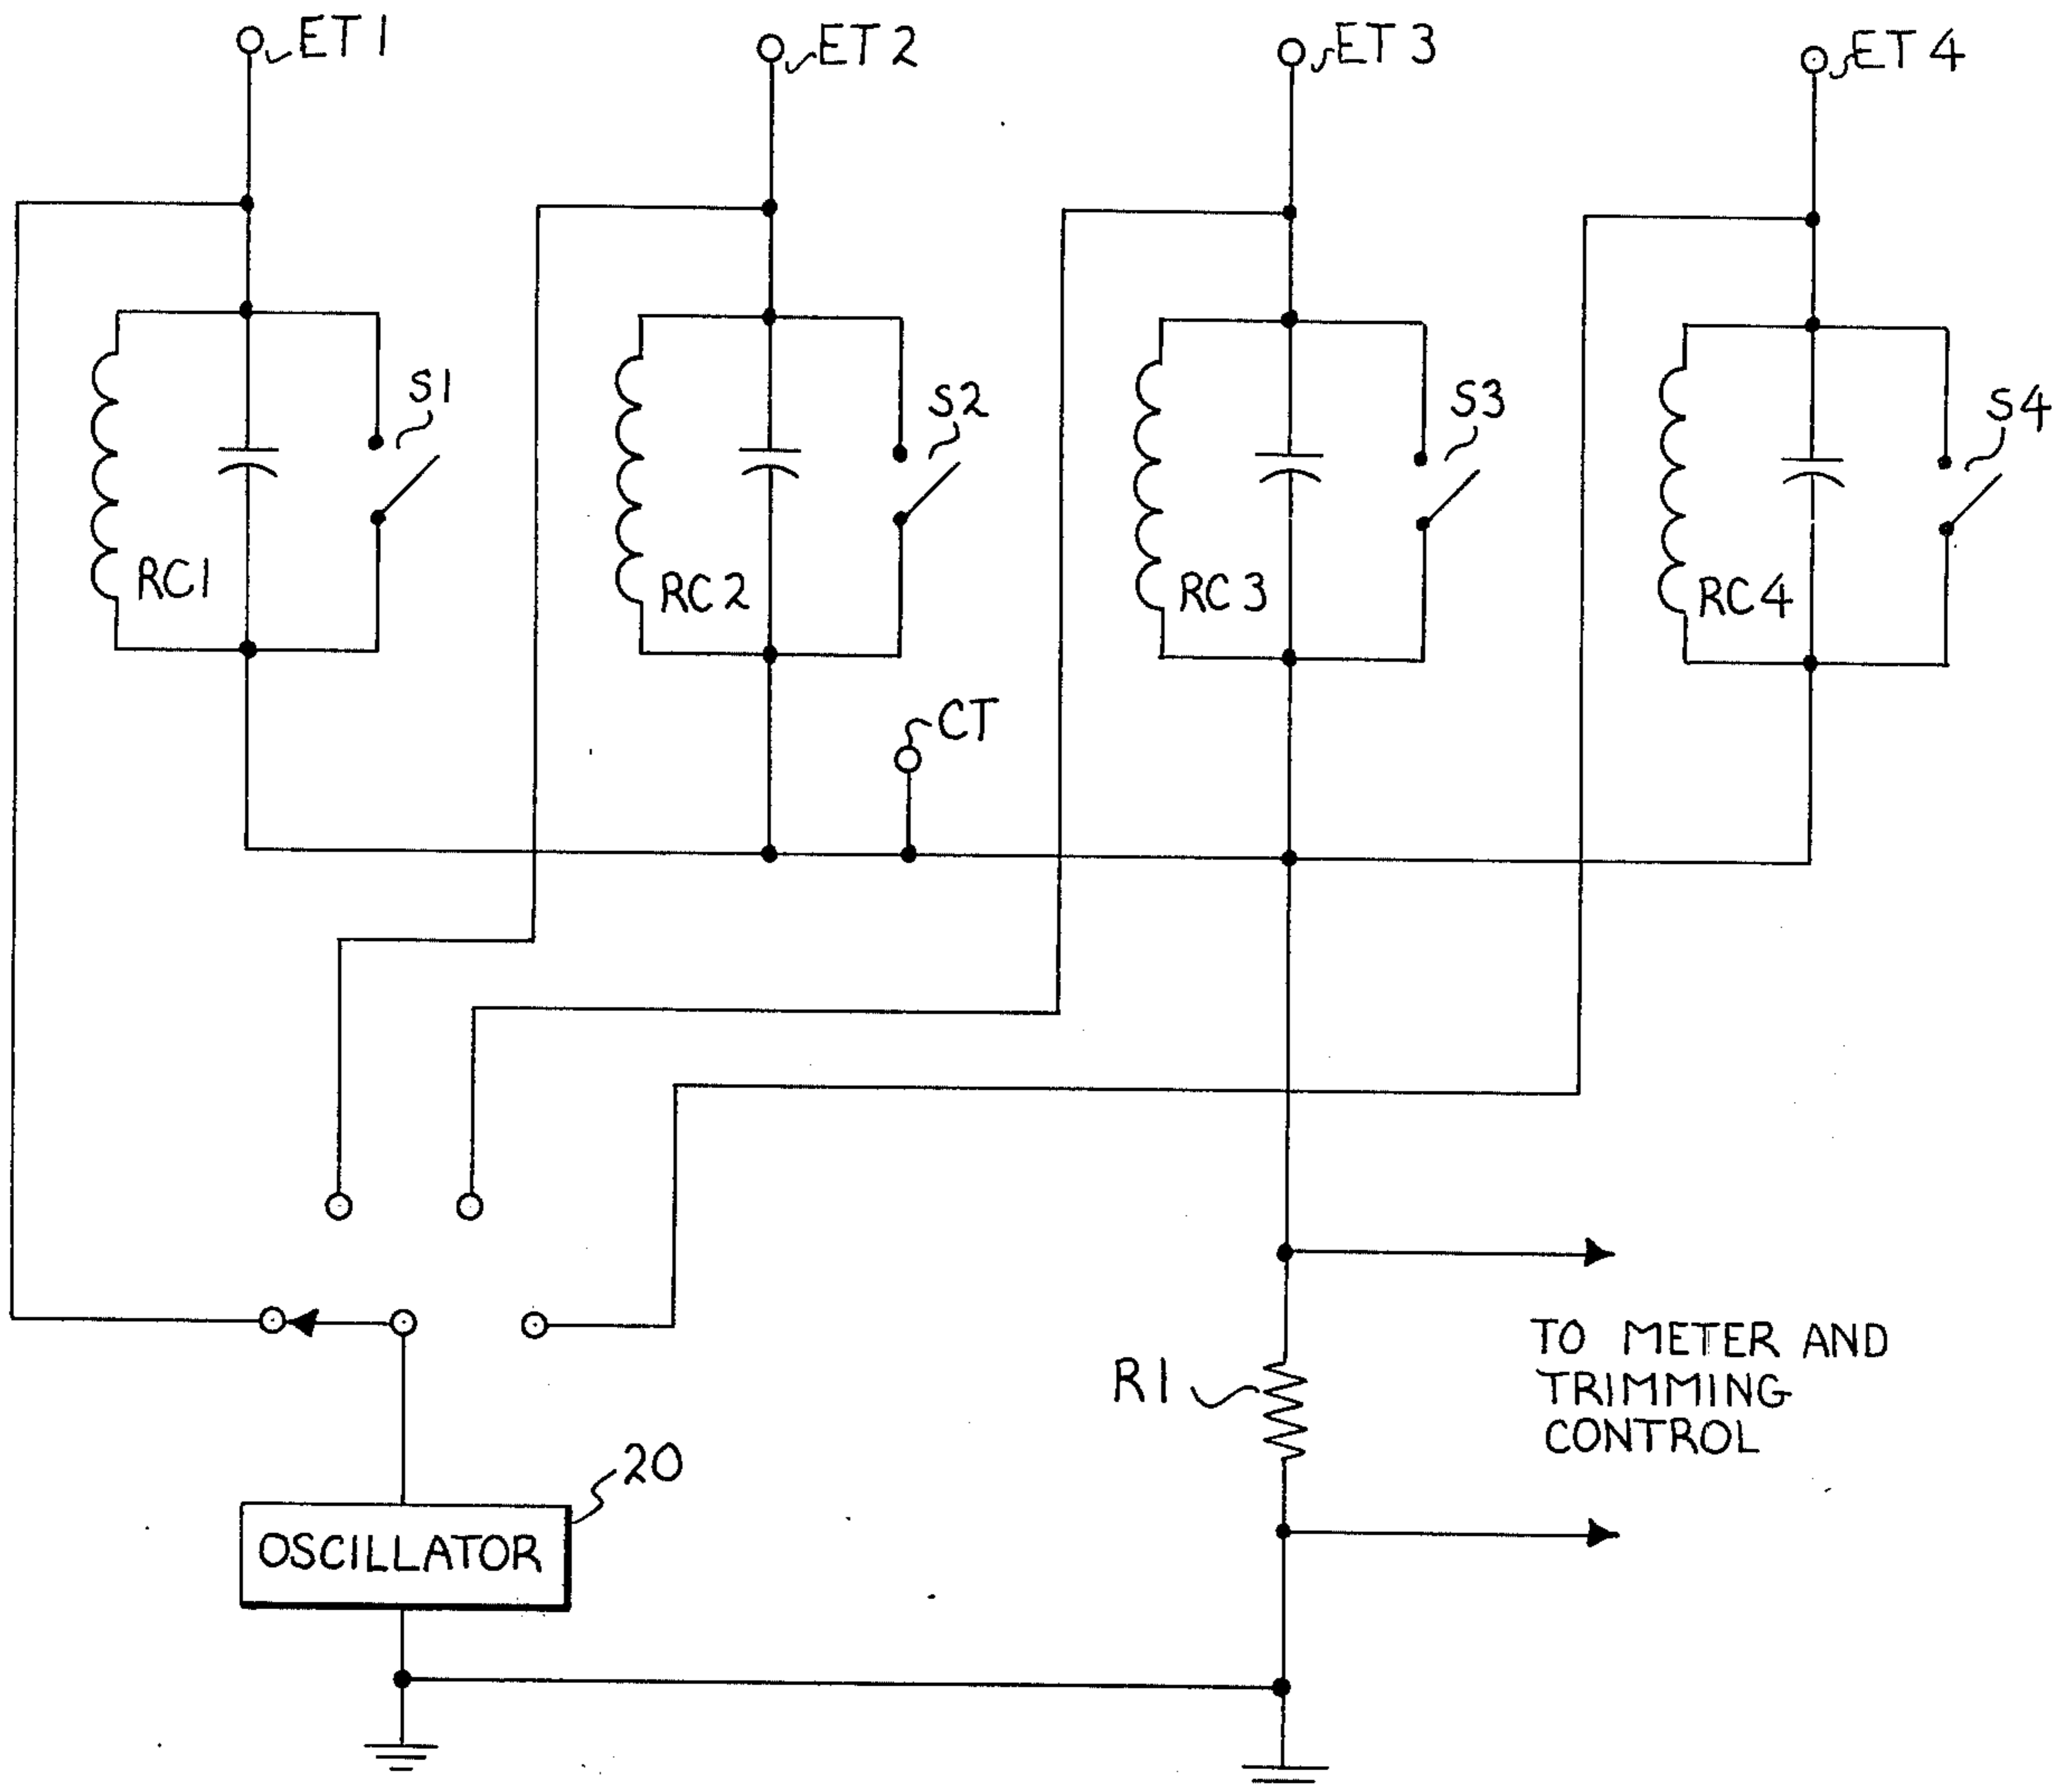 ET1
ET2
ET3
ET4
S1
S2
S3
S4
RC1
RC2
RC3
RC4
CT
TO METER AND
TRIMMING
CONTROL
R1
20
OSCILLATOR